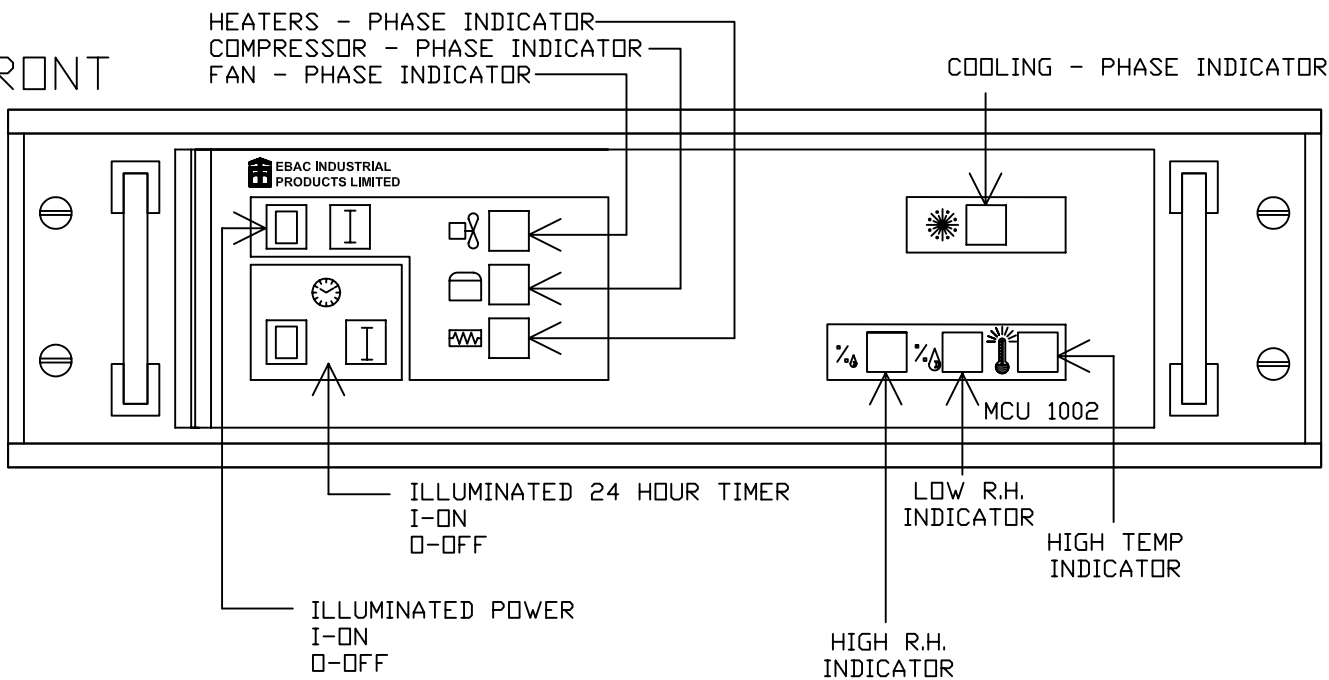 HEATERS - PHASE INDICATOR
COMPRESSOR - PHASE INDICATOR
FAN - PHASE INDICATOR
RONT
COOLING - PHASE INDICATOR
EBAC INDUSTRIAL
PRODUCTS LIMITED
MCU 1002
ILLUMINATED 24 HOUR TIMER
I-ON
O-OFF
LOW R.H.
INDICATOR
HIGH TEMP
INDICATOR
ILLUMINATED POWER
I-ON
O-OFF
HIGH R.H.
INDICATOR